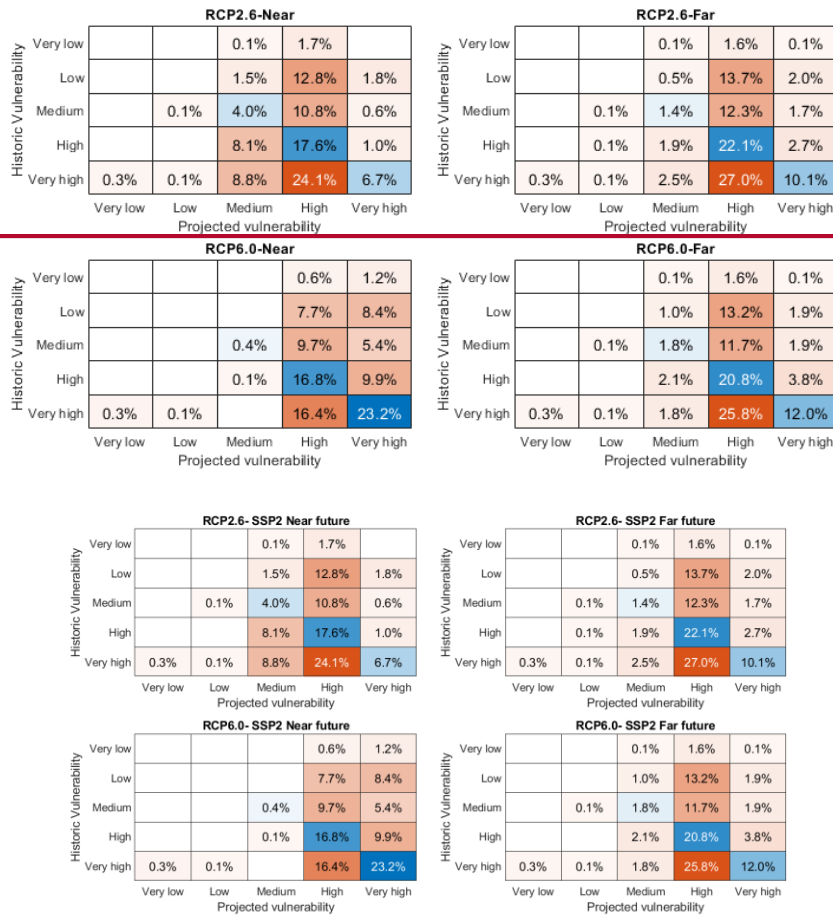 RCP2.6-Near
Historic Vulnerability
Very low 0.1% 1.7%
Low 1.5% 12.8% 1.8%
Medium 0.1% 4.0% 10.8% 0.6%
High 8.1% 17.6% 1.0%
Very high 0.3% 0.1% 8.8% 24.1% 6.7%
Very low Low Medium High Very high
Projected vulnerability
RCP2.6-Far
Historic Vulnerability
Very low 0.1% 1.6% 0.1%
Low 0.5% 13.7% 2.0%
Medium 0.1% 1.4% 12.3% 1.7%
High 0.1% 1.9% 22.1% 2.7%
Very high 0.3% 0.1% 2.5% 27.0% 10.1%
Very low Low Medium High Very high
Projected vulnerability
RCP6.0-Near
Historic Vulnerability
Very low 0.6% 1.2%
Low 7.7% 8.4%
Medium 0.4% 9.7% 5.4%
High 0.1% 16.8% 9.9%
Very high 0.3% 0.1% 16.4% 23.2%
Very low Low Medium High Very high
Projected vulnerability
RCP6.0-Far
Historic Vulnerability
Very low 0.1% 1.6% 0.1%
Low 1.0% 13.2% 1.9%
Medium 0.1% 1.8% 11.7% 1.9%
High 2.1% 20.8% 3.8%
Very high 0.3% 0.1% 1.8% 25.8% 12.0%
Very low Low Medium High Very high
Projected vulnerability
RCP2.6- SSP2 Near future
Historic Vulnerability
Very low 0.1% 1.7%
Low 1.5% 12.8% 1.8%
Medium 0.1% 4.0% 10.8% 0.6%
High 8.1% 17.6% 1.0%
Very high 0.3% 0.1% 8.8% 24.1% 6.7%
Very low Low Medium High Very high
Projected vulnerability
RCP2.6- SSP2 Far future
Historic Vulnerability
Very low 0.1% 1.6% 0.1%
Low 0.5% 13.7% 2.0%
Medium 0.1% 1.4% 12.3% 1.7%
High 0.1% 1.9% 22.1% 2.7%
Very high 0.3% 0.1% 2.5% 27.0% 10.1%
Very low Low Medium High Very high
Projected vulnerability
RCP6.0- SSP2 Near future
Historic Vulnerability
Very low 0.6% 1.2%
Low 7.7% 8.4%
Medium 0.4% 9.7% 5.4%
High 0.1% 16.8% 9.9%
Very high 0.3% 0.1% 16.4% 23.2%
Very low Low Medium High Very high
Projected vulnerability
RCP6.0- SSP2 Far future
Historic Vulnerability
Very low 0.1% 1.6% 0.1%
Low 1.0% 13.2% 1.9%
Medium 0.1% 1.8% 11.7% 1.9%
High 2.1% 20.8% 3.8%
Very high 0.3% 0.1% 1.8% 25.8% 12.0%
Very low Low Medium High Very high
Projected vulnerability